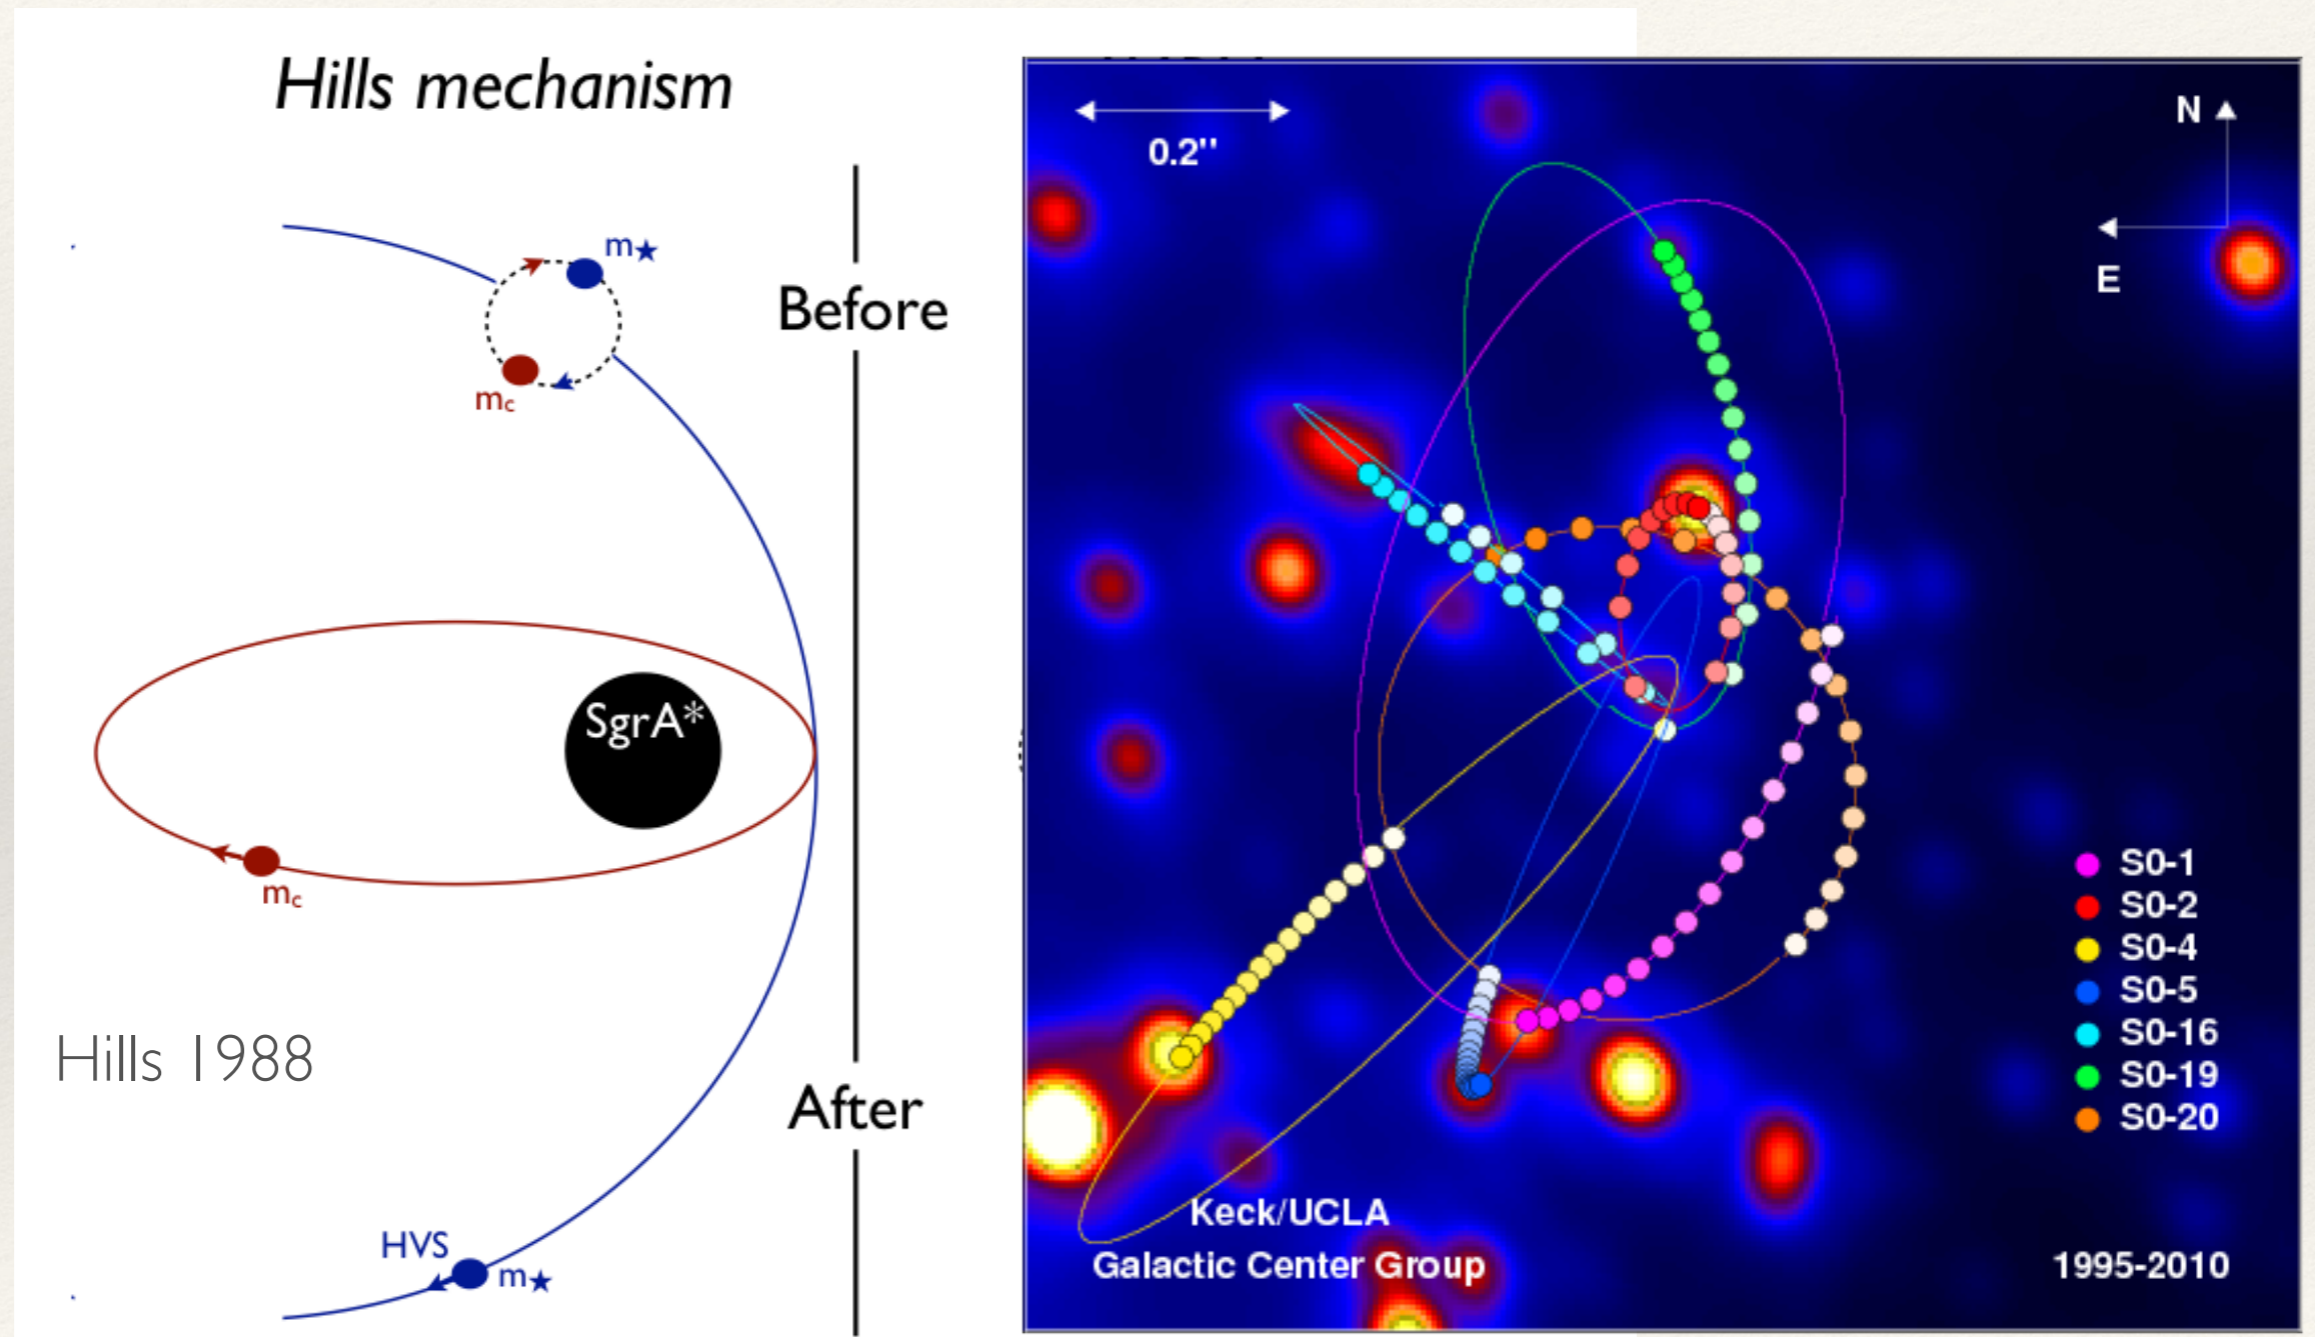 Hills mechanism
m★
Before
mc
SgrA*
mc
Hills 1988
After
HVS
m★
0.2"
N
E
S0-1
S0-2
S0-4
S0-5
S0-16
S0-19
S0-20
Keck/UCLA
Galactic Center Group
1995-2010